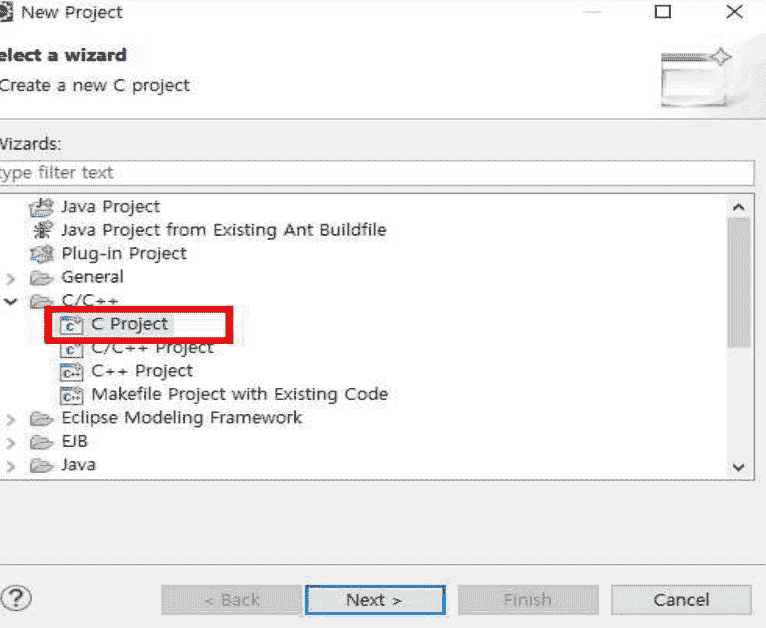 New Project
elect a wizard
Create a new C project
Wizards:
type filter text
Java Project
Java Project from Existing Ant Buildfile
Plug-in Project
General
C/C++
C Project
C/C++ Project
C++ Project
Makefile Project with Existing Code
Eclipse Modeling Framework
EJB
Java
< Back
Next >
Finish
Cancel